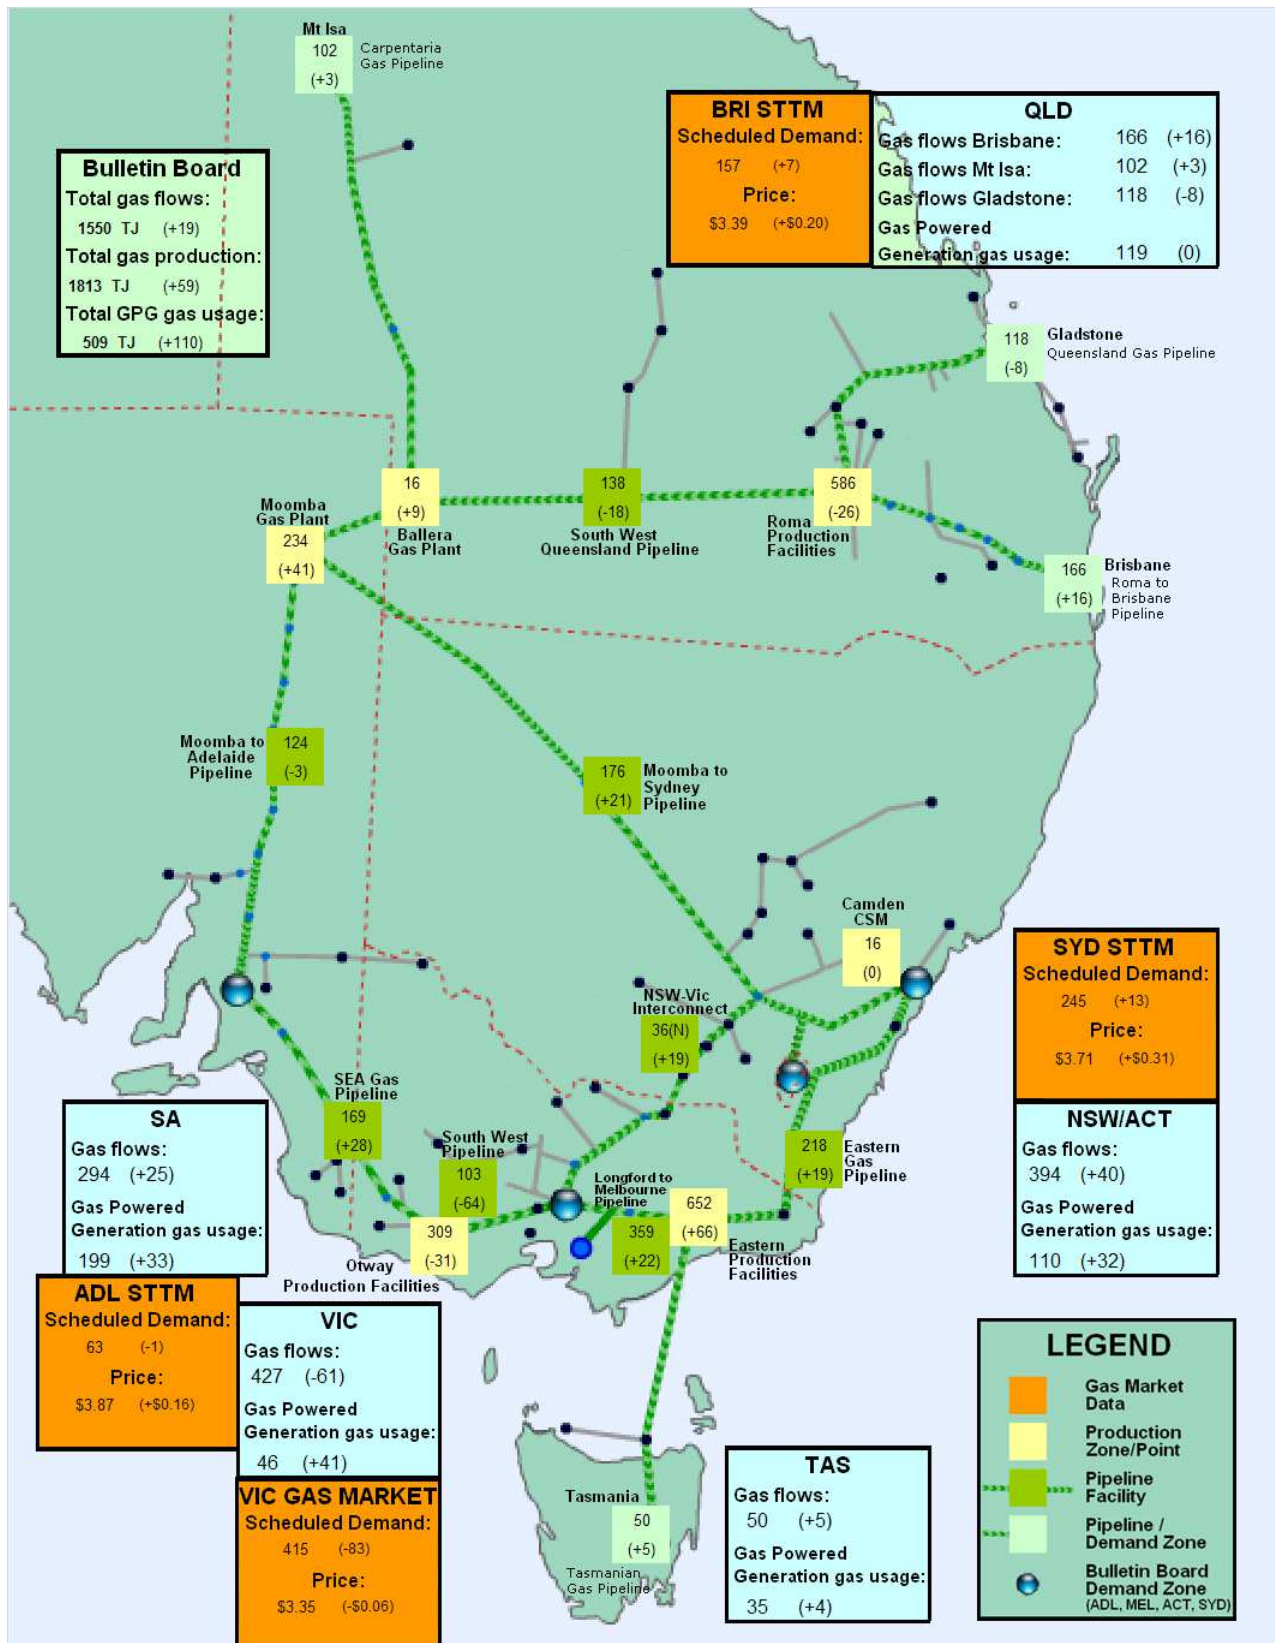 Mt Isa
102
(+3)
Carpentaria
Gas Pipeline
BRI STTM
Scheduled Demand:
157 (+7)
Price:
$3.39 (+$0.20)
QLD
Gas flows Brisbane: 166 (+16)
Gas flows Mt Isa: 102 (+3)
Gas flows Gladstone: 118 (-8)
Gas Powered
Generation gas usage: 119 (0)
Bulletin Board
Total gas flows:
1550 TJ (+19)
Total gas production:
1813 TJ (+59)
Total GPG gas usage:
509 TJ (+110)
118
(-8)
Gladstone
Queensland Gas Pipeline
16
(+9)
Ballera
Gas Plant
138
(-18)
South West
Queensland Pipeline
586
(-26)
Roma
Production
Facilities
Moomba
Gas Plant
234
(+41)
166
(+16)
Brisbane
Roma to
Brisbane
Pipeline
Moomba to
Adelaide
Pipeline
124
(-3)
176
(+21)
Moomba to
Sydney
Pipeline
Camden
CSM
16
(0)
SYD STTM
Scheduled Demand:
245 (+13)
Price:
$3.71 (+$0.31)
NSW-Vic
Interconnect
36(N)
(+19)
SEA Gas
Pipeline
169
(+28)
SA
Gas flows:
294 (+25)
Gas Powered
Generation gas usage:
199 (+33)
South West
Pipeline
103
(-64)
Longford to
Melbourne
Pipeline
359
(+22)
652
(+66)
Eastern
Production
Facilities
218
(+19)
Eastern
Gas
Pipeline
NSW/ACT
Gas flows:
394 (+40)
Gas Powered
Generation gas usage:
110 (+32)
309
(-31)
Otway
Production Facilities
ADL STTM
Scheduled Demand:
63 (-1)
Price:
$3.87 (+$0.16)
VIC
Gas flows:
427 (-61)
Gas Powered
Generation gas usage:
46 (+41)
VIC GAS MARKET
Scheduled Demand:
415 (-83)
Price:
$3.35 (-$0.06)
Tasmania
50
(+5)
Tasmanian
Gas Pipeline
TAS
Gas flows:
50 (+5)
Gas Powered
Generation gas usage:
35 (+4)
LEGEND
Gas Market
Data
Production
Zone/Point
Pipeline
Facility
Pipeline /
Demand Zone
Bulletin Board
Demand Zone
(ADL, MEL, ACT, SYD)